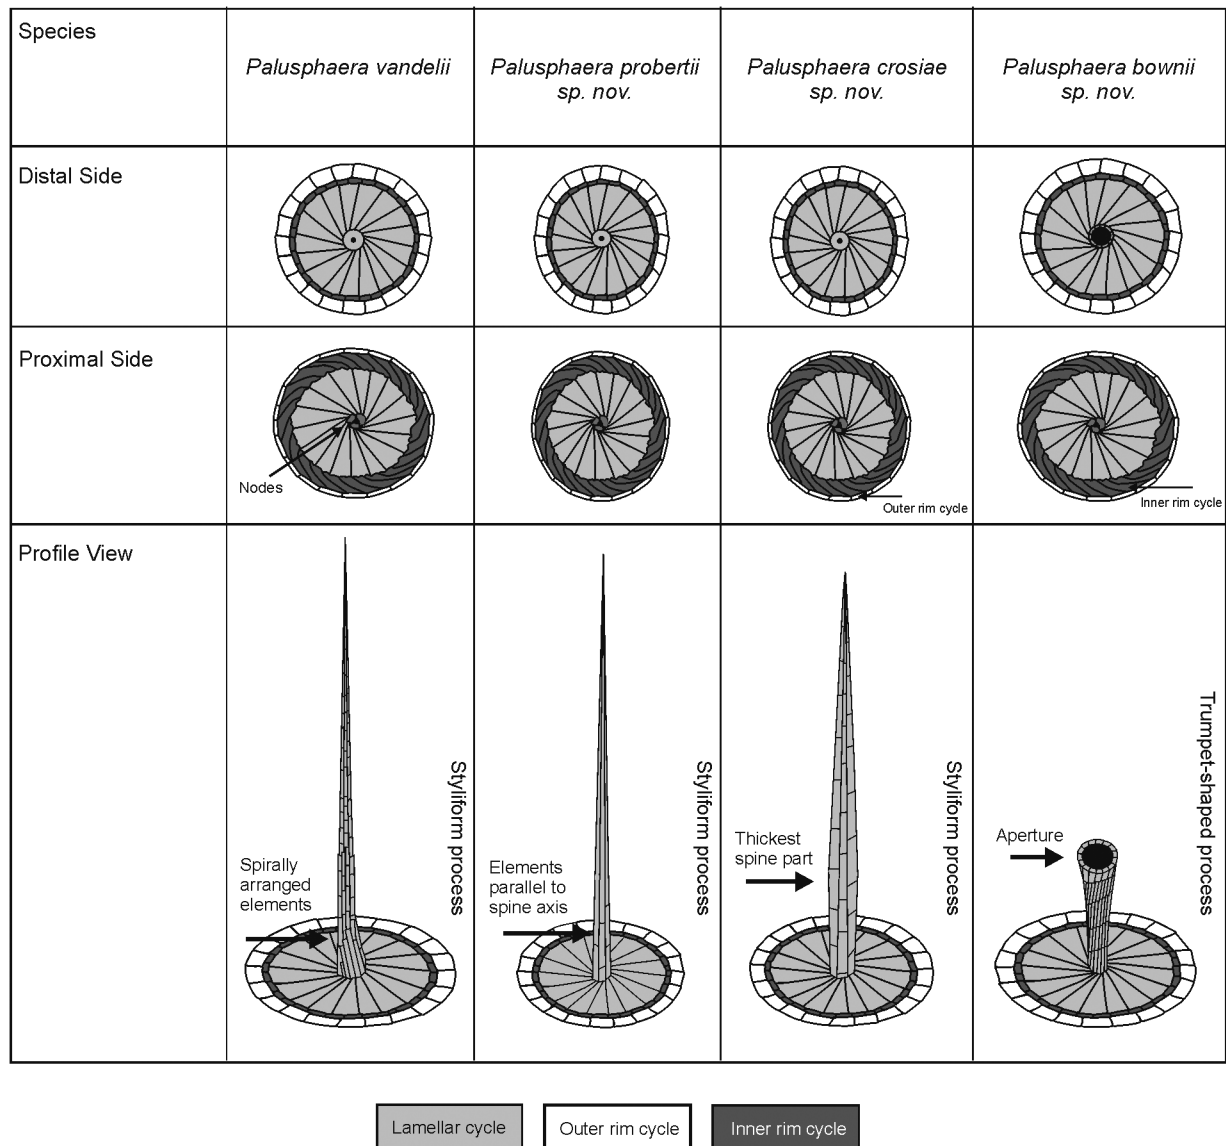 Species
Palusphaera vandelii
Palusphaera probertii
sp. nov.
Palusphaera crosiae
sp. nov.
Palusphaera bownii
sp. nov.
Distal Side
Proximal Side
Nodes
Outer rim cycle
Inner rim cycle
Profile View
Spirally
arranged
elements
Styliform process
Elements
parallel to
spine axis
Styliform process
Thickest
spine part
Styliform process
Aperture
Trumpet-shaped process
Lamellar cycle
Outer rim cycle
Inner rim cycle